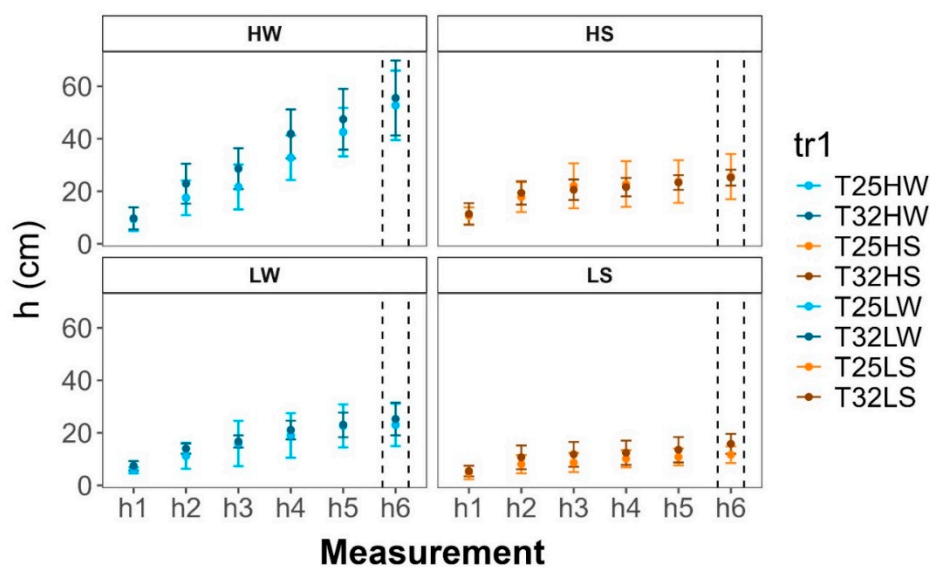 HW
HS
60
40
20
0
LW
LS
60
40
20
0
h (cm)
h1 h2 h3 h4 h5 h6
h1 h2 h3 h4 h5 h6
Measurement
tr1
T25HW
T32HW
T25HS
T32HS
T25LW
T32LW
T25LS
T32LS